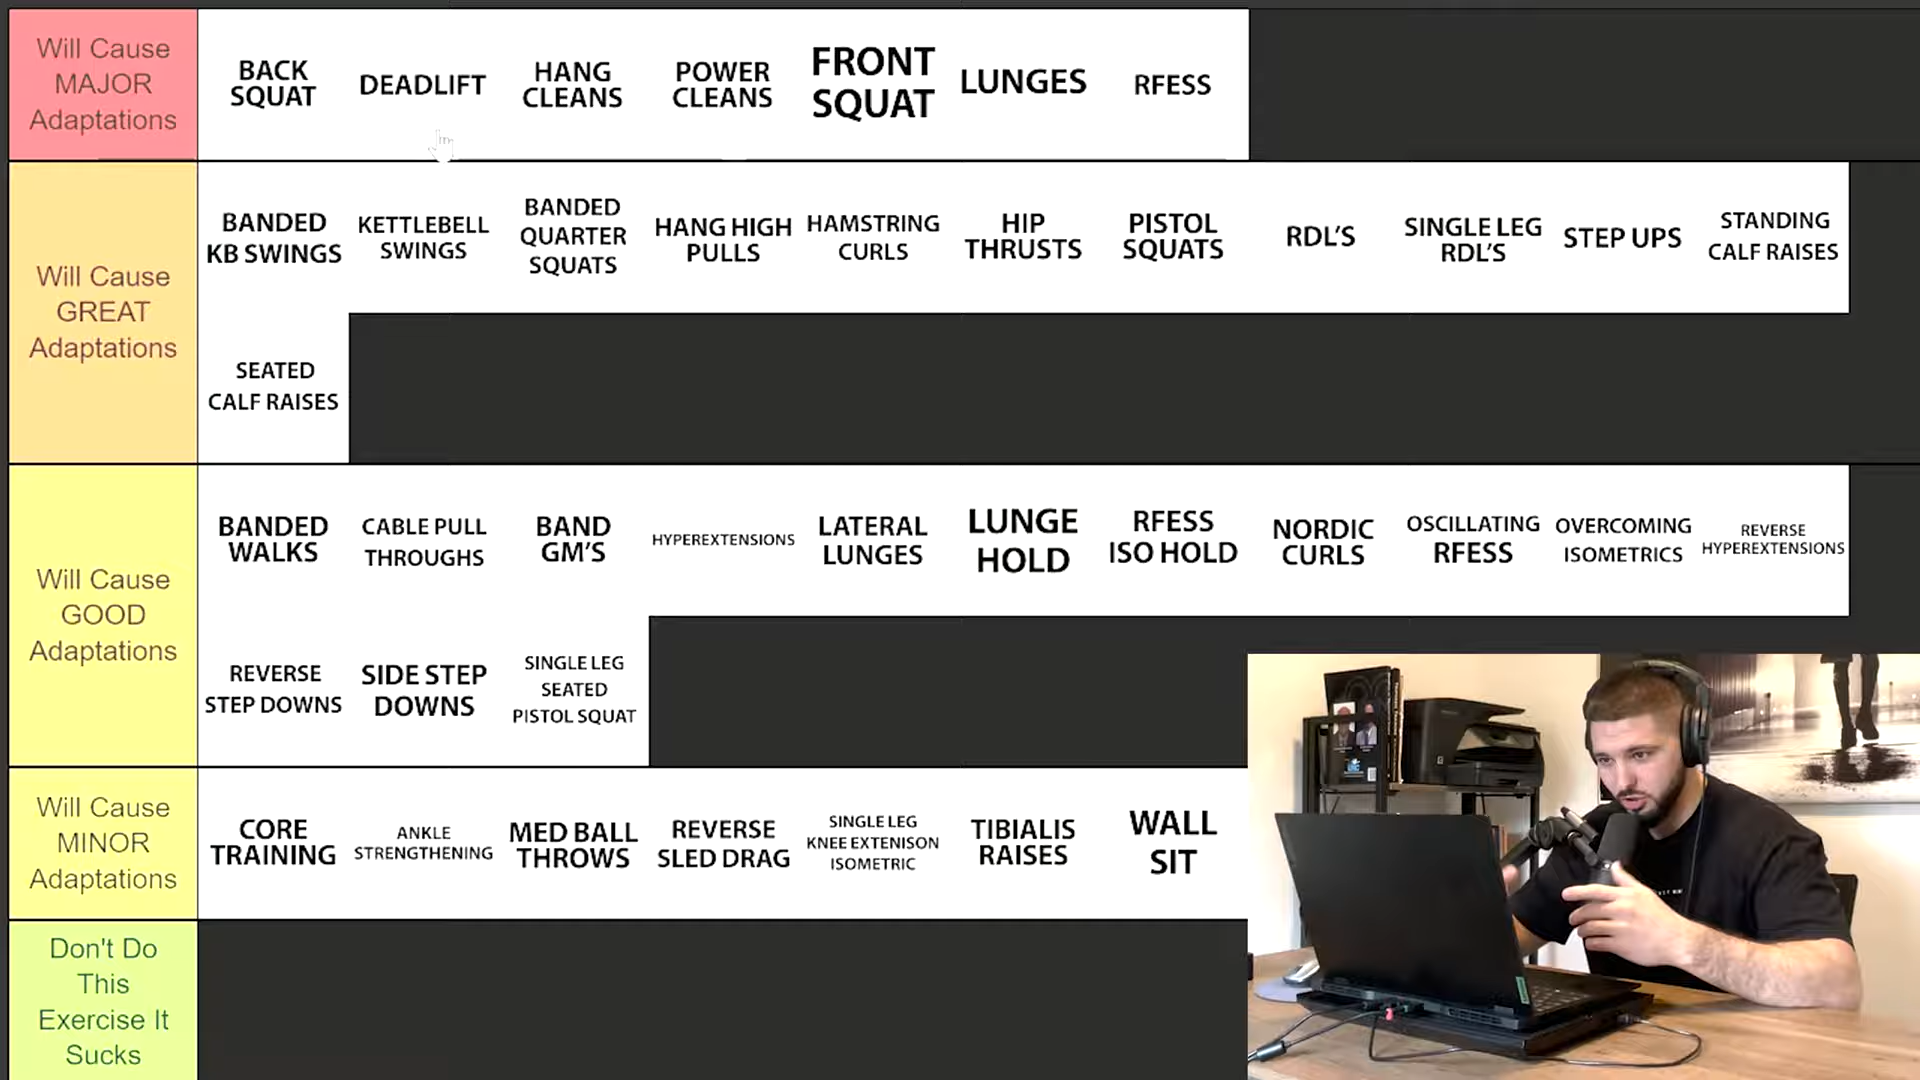 Will Cause
MAJOR
Adaptations
BACK
SQUAT
DEADLIFT
HANG
CLEANS
POWER
CLEANS
FRONT
SQUAT
LUNGES
RFESS
Will Cause
GREAT
Adaptations
BANDED
KB SWINGS
KETTLEBELL
SWINGS
BANDED
QUARTER
SQUATS
HANG HIGH
PULLS
HAMSTRING
CURLS
HIP
THRUSTS
PISTOL
SQUATS
RDL'S
SINGLE LEG
RDL'S
STEP UPS
STANDING
CALF RAISES
SEATED
CALF RAISES
Will Cause
GOOD
Adaptations
BANDED
WALKS
CABLE PULL
THROUGHS
BAND
GM'S
HYPEREXTENSIONS
LATERAL
LUNGES
LUNGE
HOLD
RFESS
ISO HOLD
NORDIC
CURLS
OSCILLATING
RFESS
OVERCOMING
ISOMETRICS
REVERSE
HYPEREXTENSIONS
REVERSE
STEP DOWNS
SIDE STEP
DOWNS
SINGLE LEG
SEATED
PISTOL SQUAT
Will Cause
MINOR
Adaptations
CORE
TRAINING
ANKLE
STRENGTHENING
MED BALL
THROWS
REVERSE
SLED DRAG
SINGLE LEG
KNEE EXTENISON
ISOMETRIC
TIBIALIS
RAISES
WALL
SIT
Don't Do
This
Exercise It
Sucks